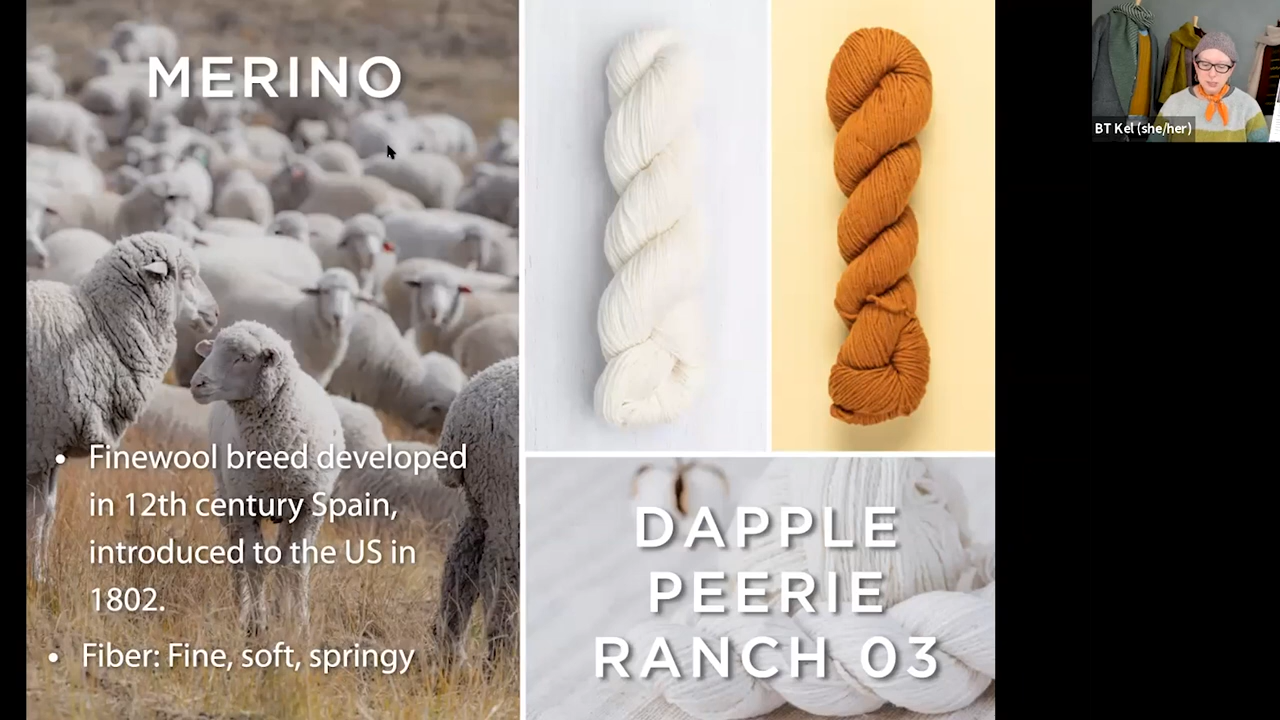 MERINO
• Finewool breed developed
in 12th century Spain,
introduced to the US in
1802.
• Fiber: Fine, soft, springy
DAPPLE
PEERIE
RANCH 03
BT Kel (she/her)